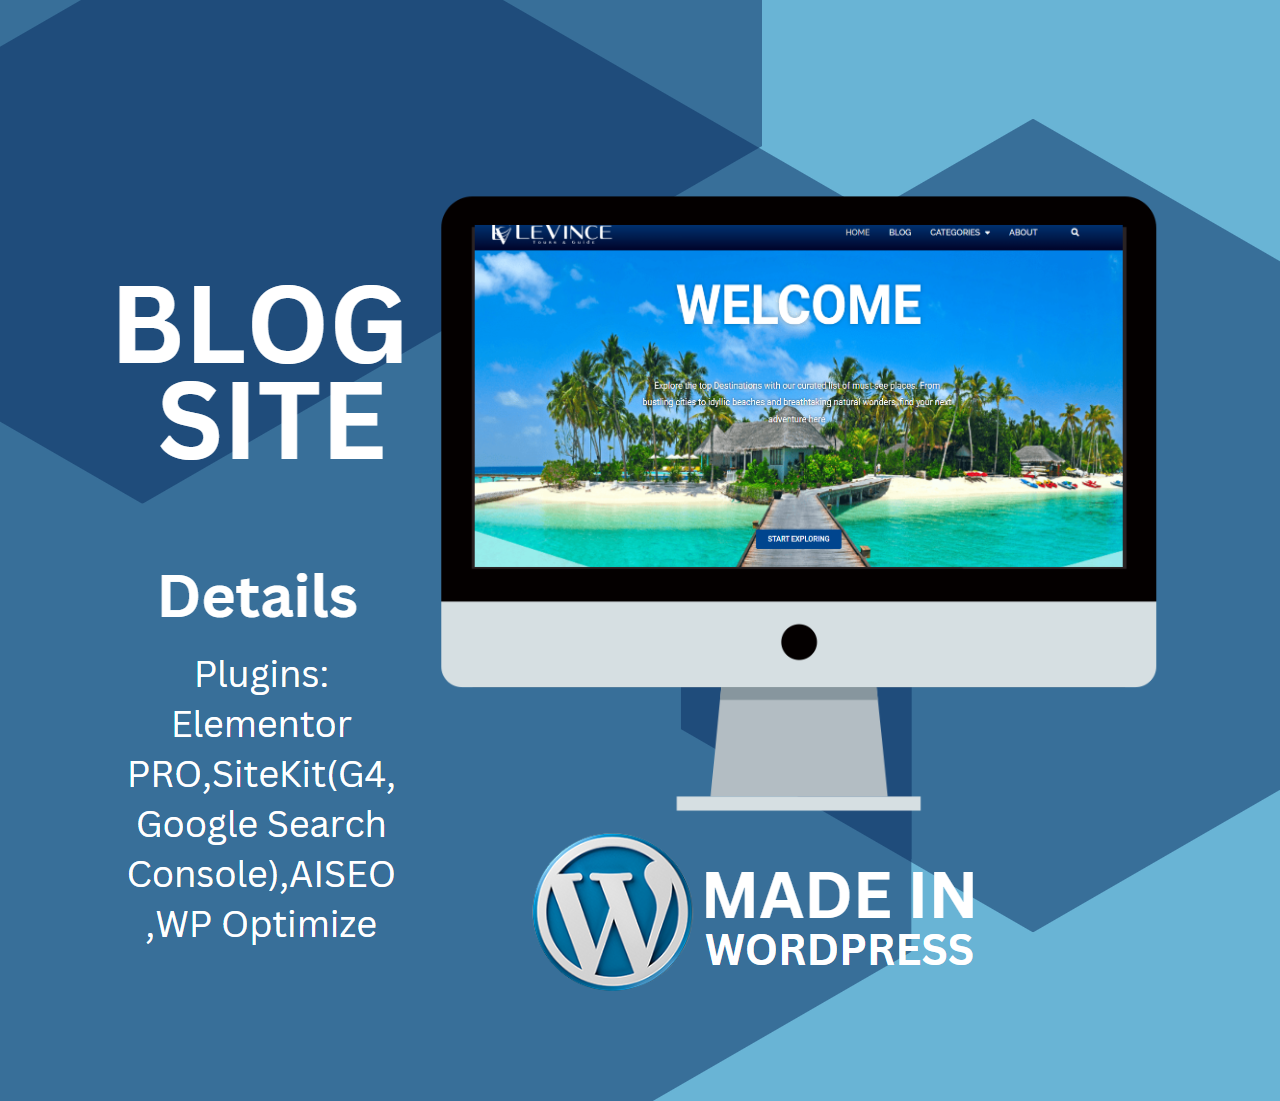 LEVINCE
Tours & Guide
HOME BLOG CATEGORIES ABOUT
WELCOME
Explore the top Destinations with our curated list of must-see places. From
bustling cities to idyllic beaches and breathtaking natural wonders, find your next
adventure here
START EXPLORING
BLOG
SITE
Details
Plugins:
Elementor
PRO,SiteKit(G4,
Google Search
Console),AISEO
,WP Optimize
MADE IN
WORDPRESS